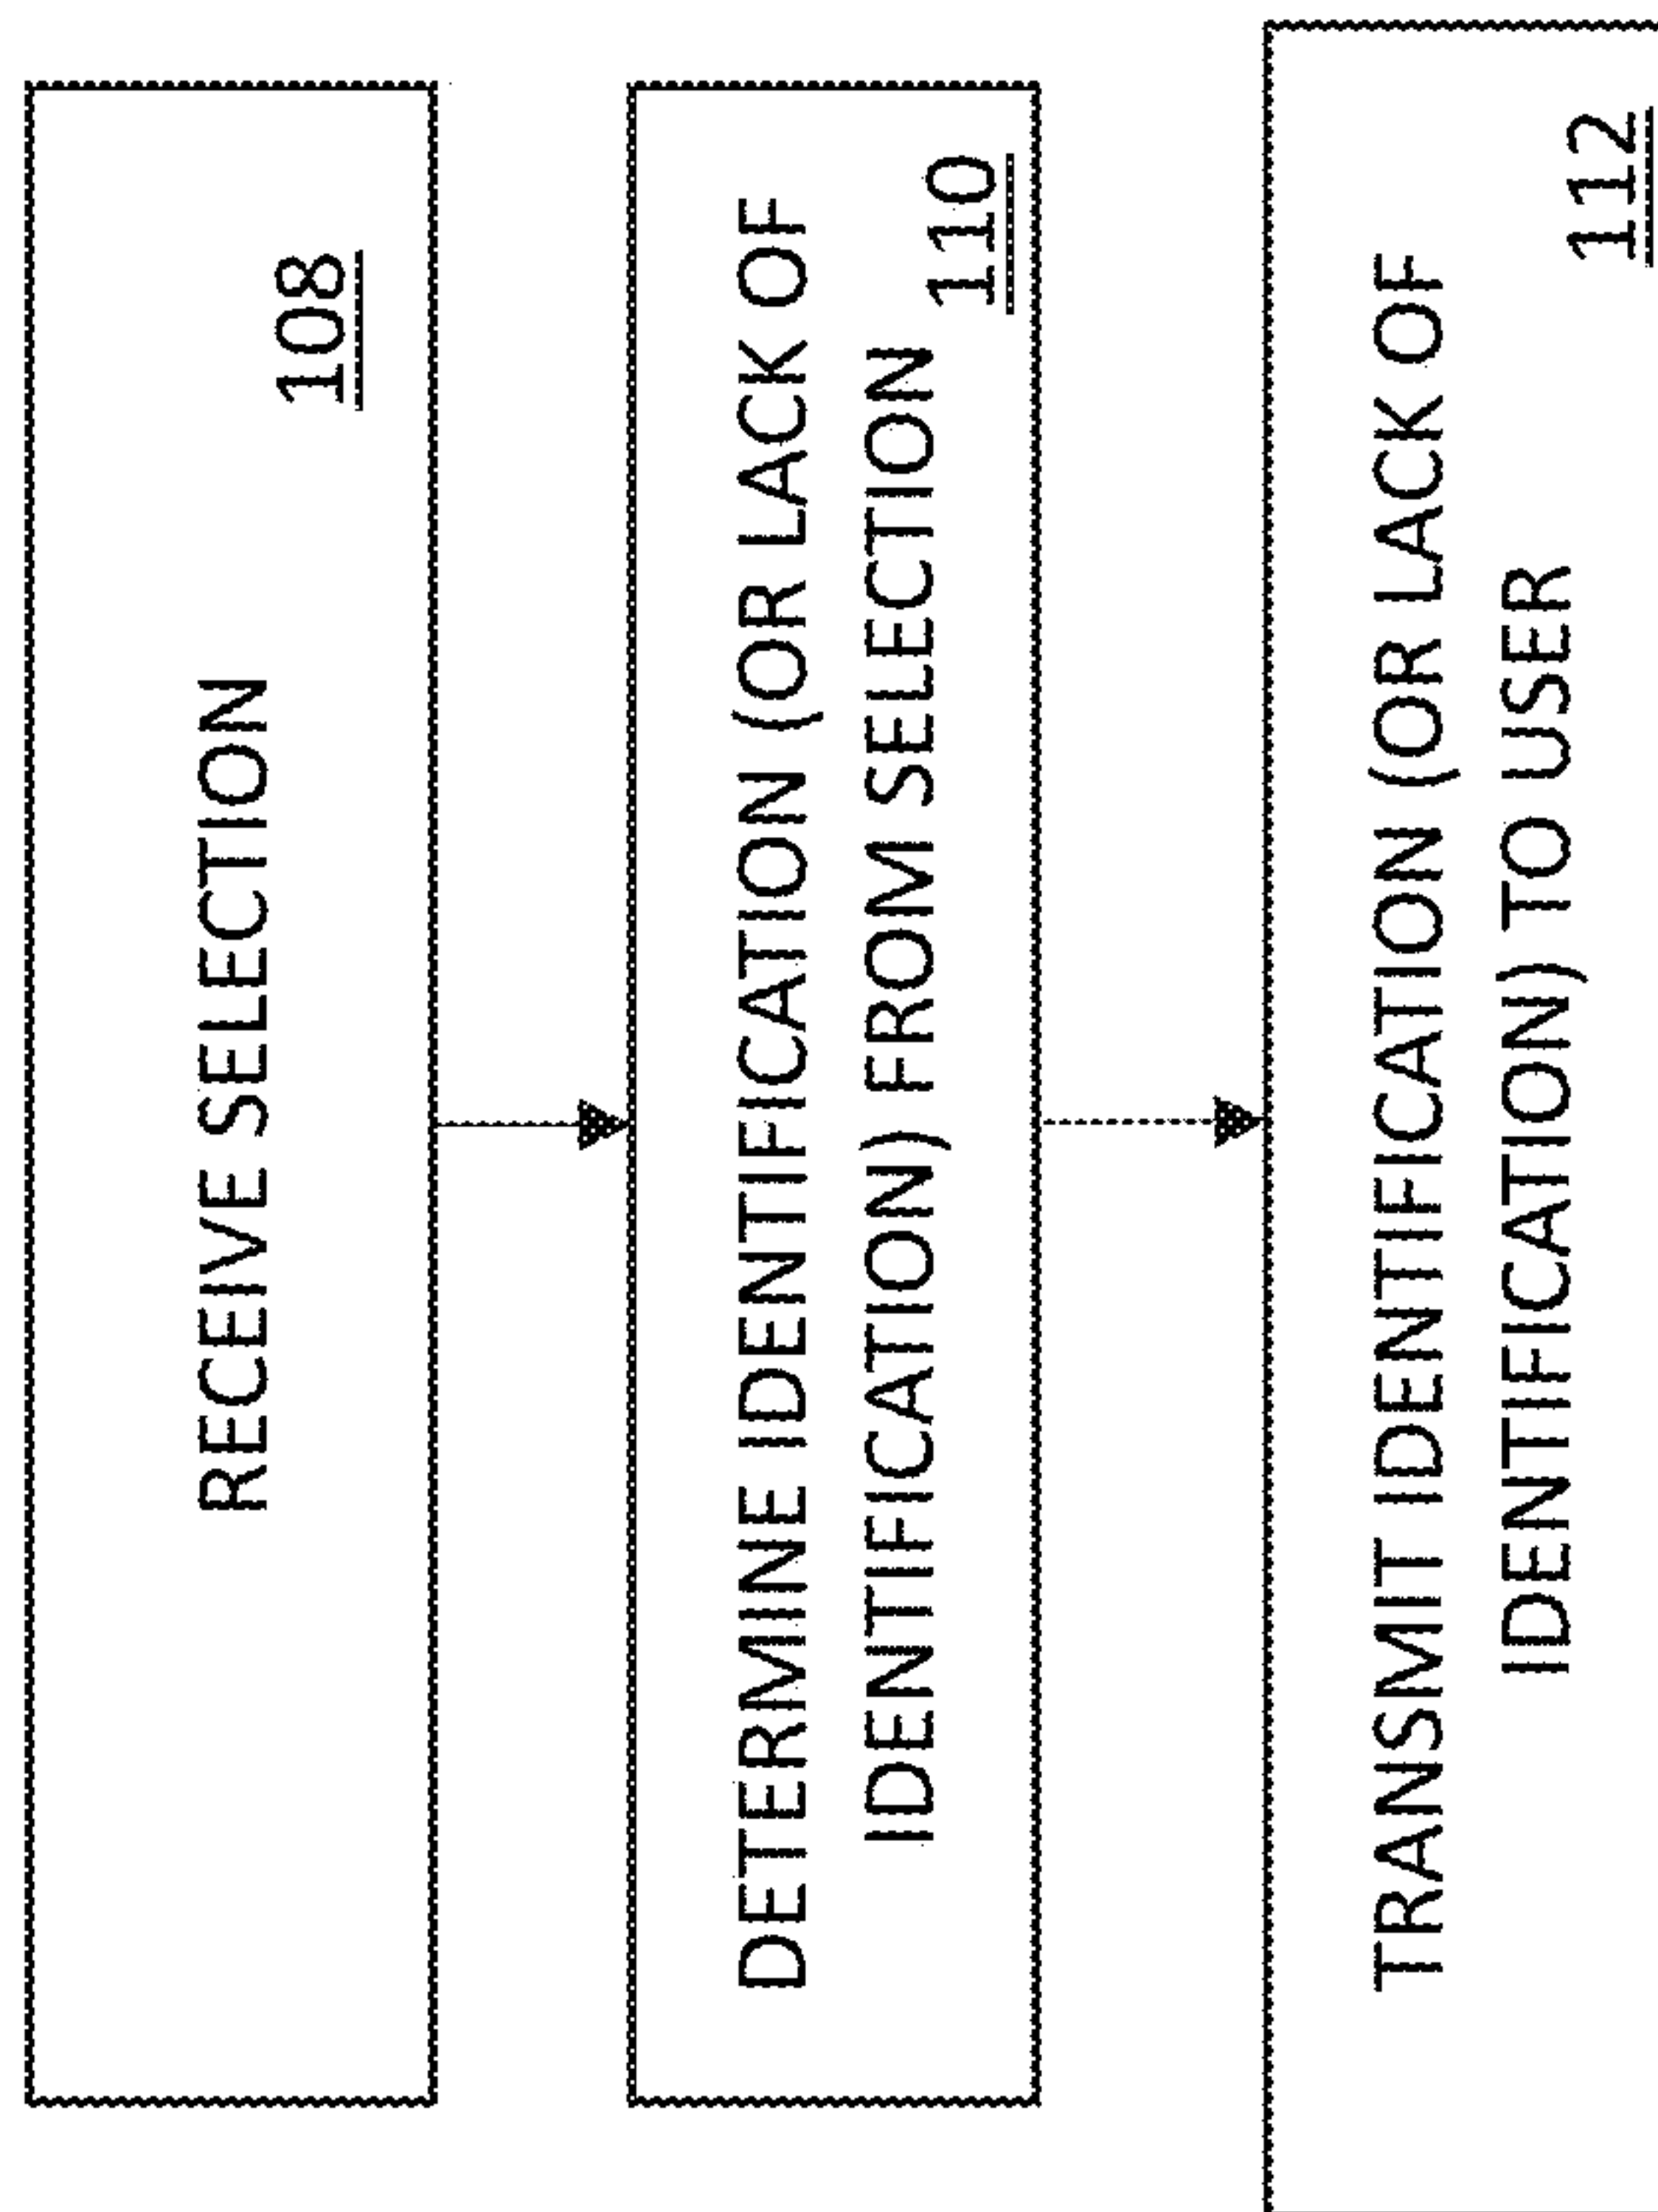 RECEIVE SELECTION
108
DETERMINE IDENTIFICATION (OR LACK OF
IDENTIFICATION) FROM SELECTION
110
TRANSMIT IDENTIFICATION (OR LACK OF
IDENTIFICATION) TO USER
112